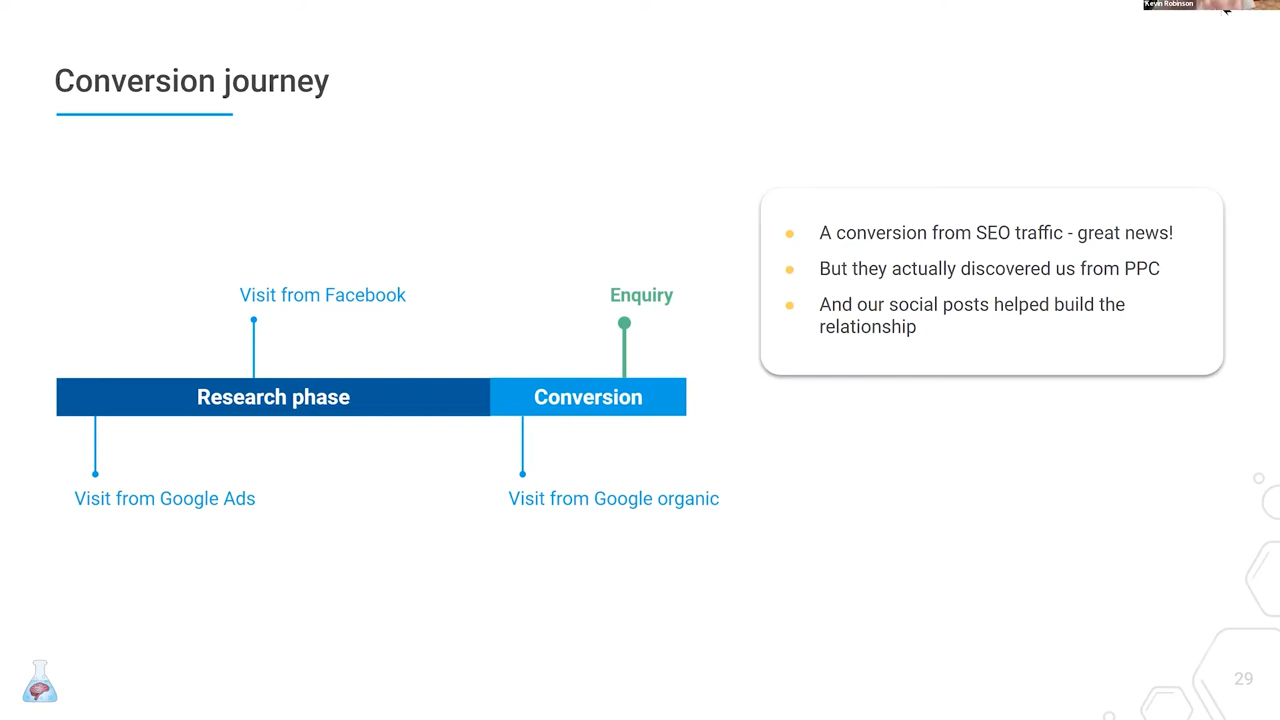 Kevin Robinson
Conversion journey
A conversion from SEO traffic - great news!
But they actually discovered us from PPC
And our social posts helped build the
relationship
Visit from Facebook
Enquiry
Research phase
Conversion
Visit from Google Ads
Visit from Google organic
29